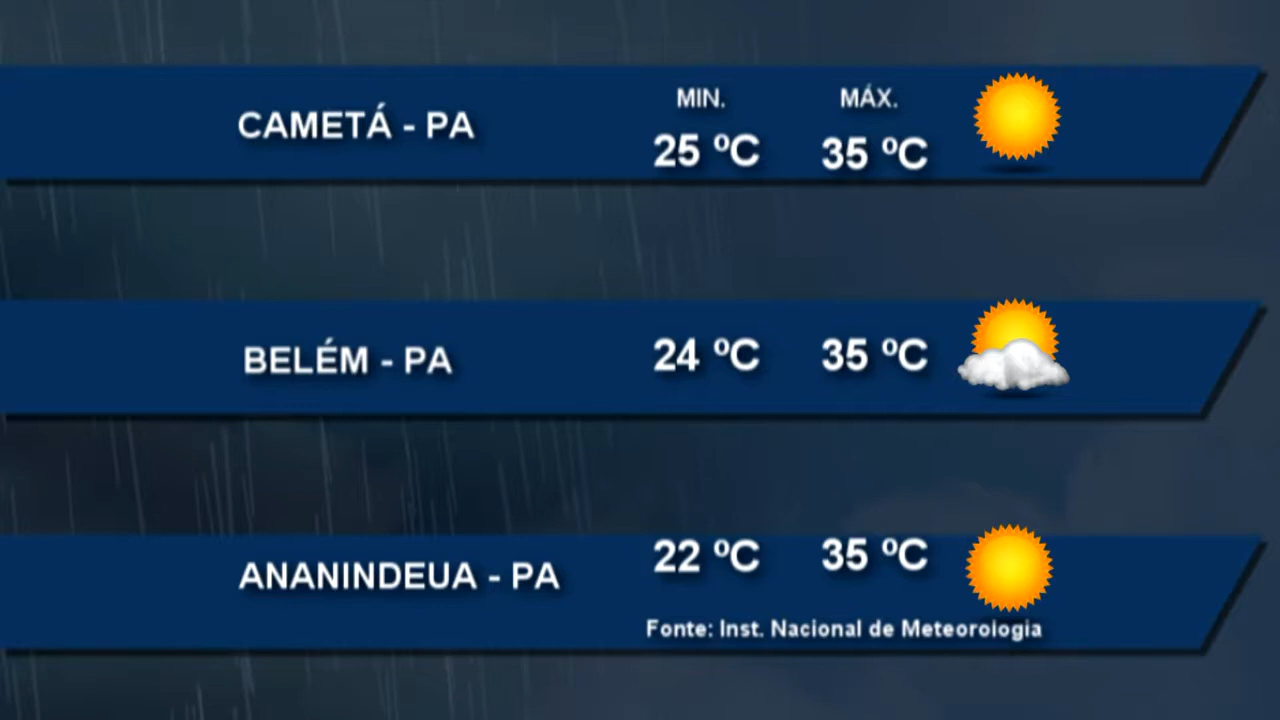 MIN. MÁX.
CAMETÁ - PA 25 ºC 35 ºC
BELÉM - PA 24 ºC 35 ºC
ANANINDEUA - PA 22 ºC 35 ºC
Fonte: Inst. Nacional de Meteorologia